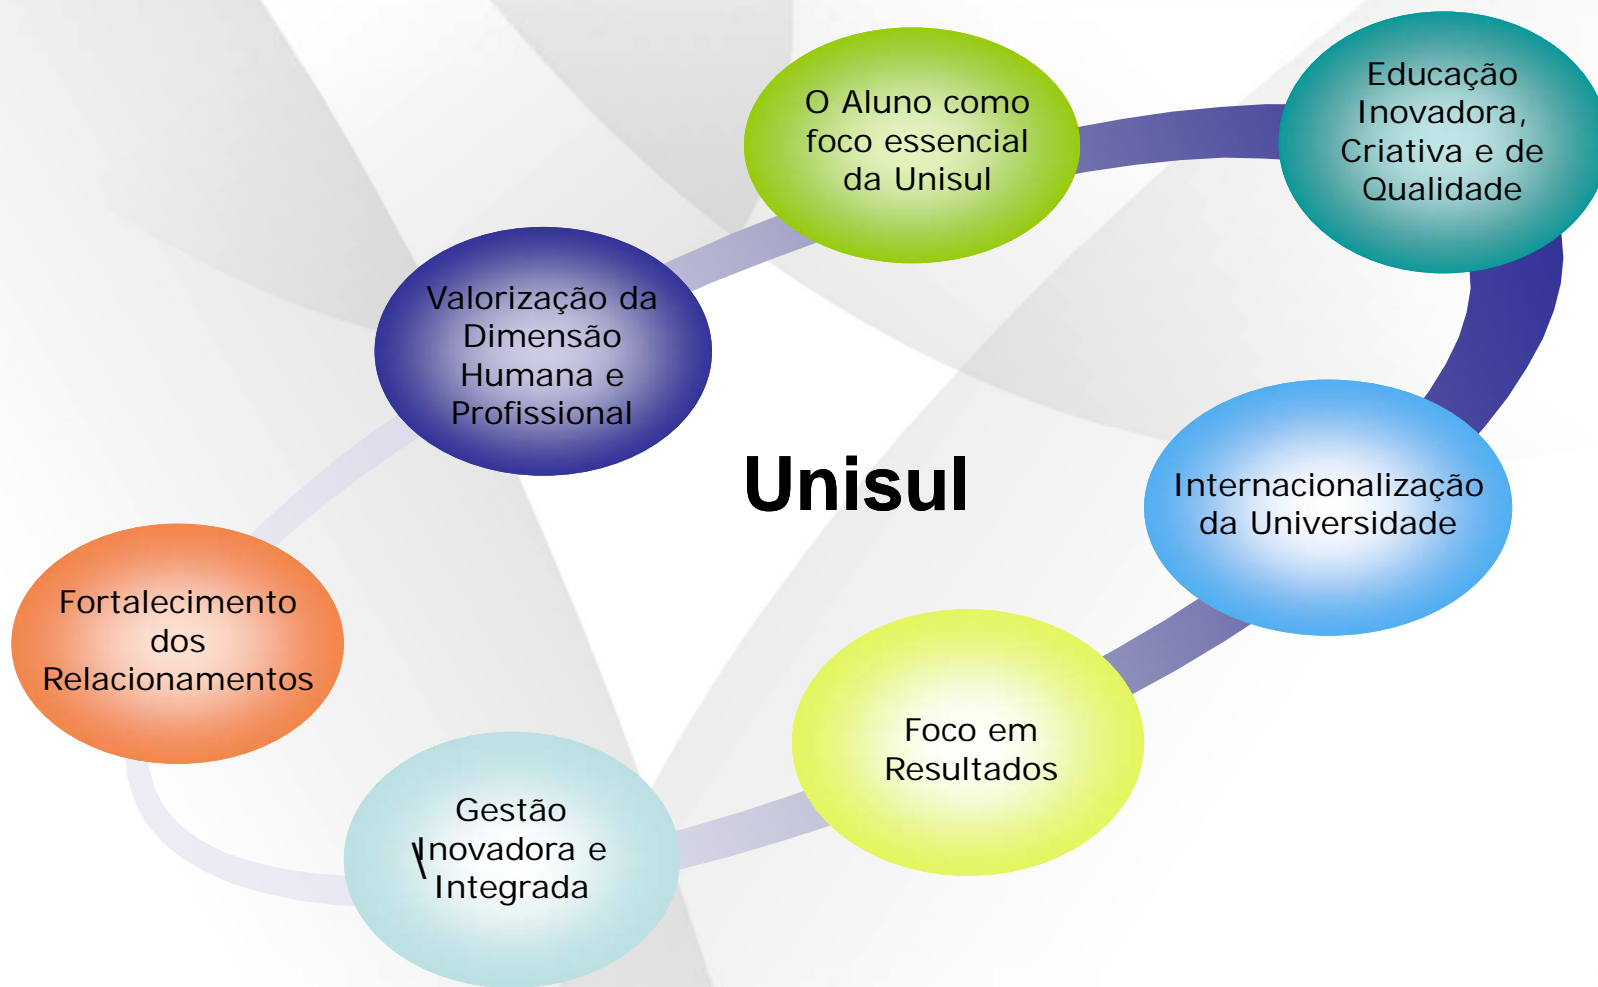 O Aluno como
foco essencial
da Unisul
Educação
Inovadora,
Criativa e de
Qualidade
Valorização da
Dimensão
Humana e
Profissional
Unisul
Internacionalização
da Universidade
Fortalecimento
dos
Relacionamentos
Foco em
Resultados
Gestão
\Inovadora e
Integrada